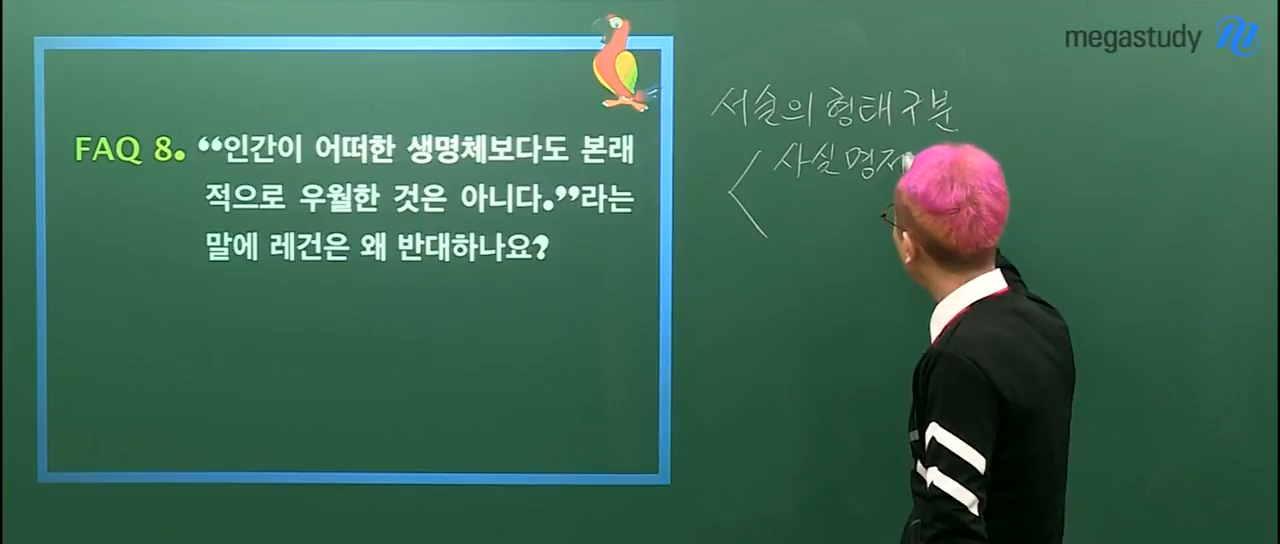 megastudy
FAQ 8. “인간이 어떠한 생명체보다도 본래
적으로 우월한 것은 아니다.”라는
말에 레건은 왜 반대하나요?
서술의 형태 구분
사실 명제